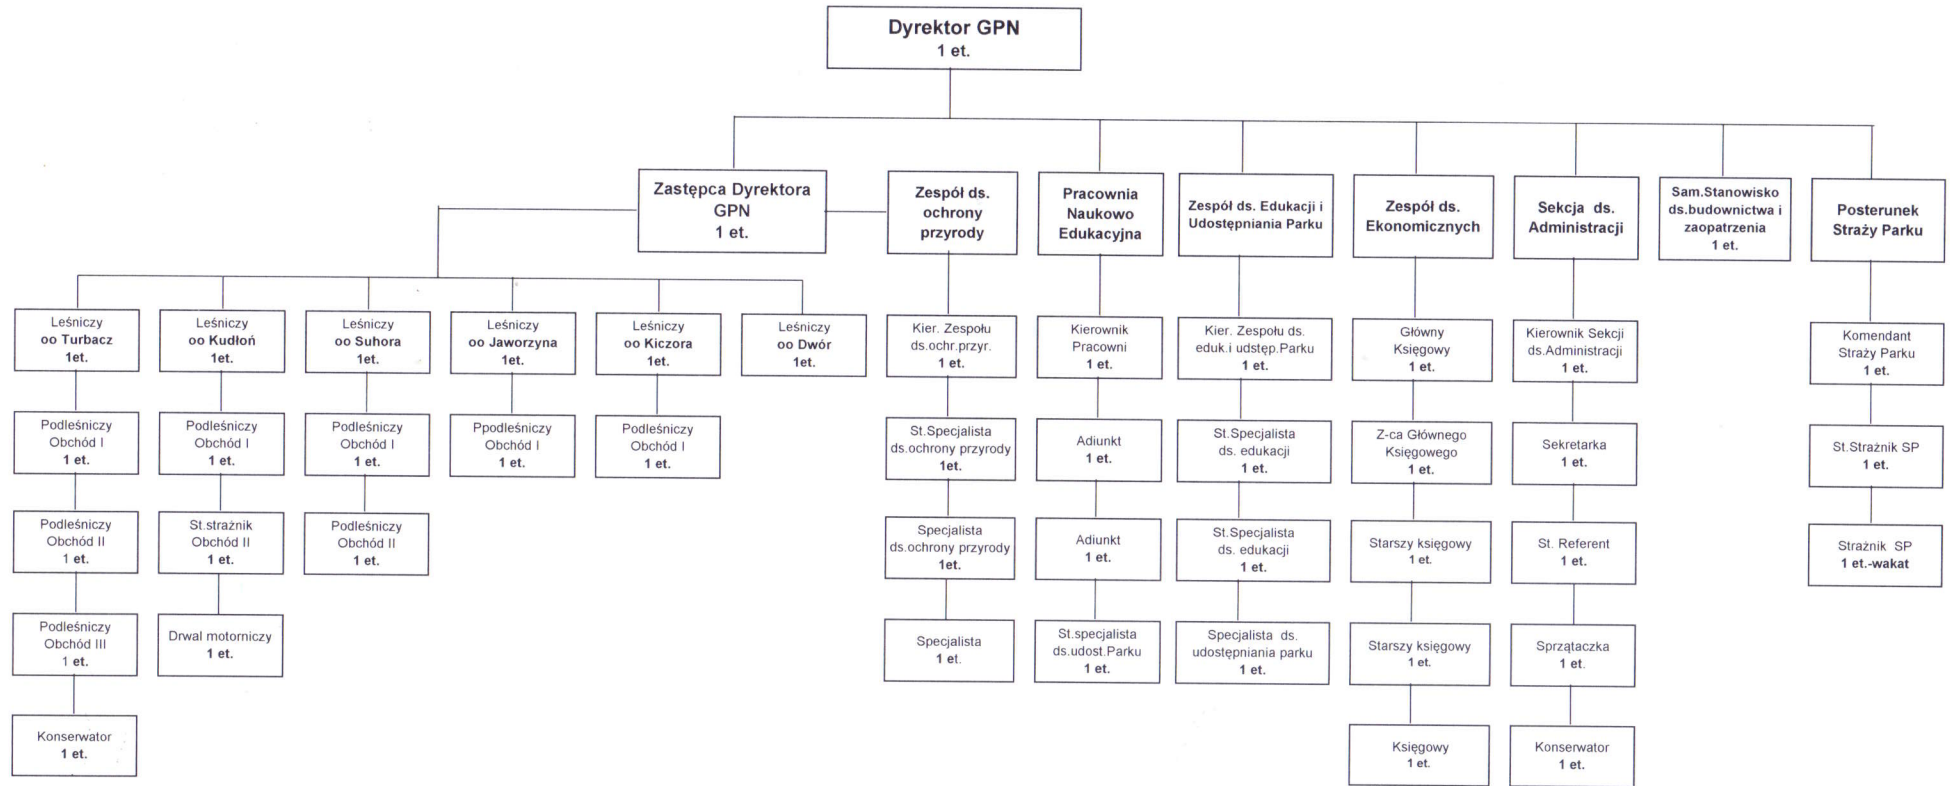 Dyrektor GPN
1 et.
Zastępca Dyrektora
GPN
1 et.
Zespół ds.
ochrony
przyrody
Pracownia
Naukowo
Edukacyjna
Zespół ds. Edukacji i
Udostępniania Parku
Zespół ds.
Ekonomicznych
Sekcja ds.
Administracji
Sam.Stanowisko
ds.budownictwa i
zaopatrzenia
1 et.
Posterunek
Straży Parku
Leśniczy
oo Turbacz
1et.
Leśniczy
oo Kudłoń
1et.
Leśniczy
oo Suhora
1et.
Leśniczy
oo Jaworzyna
1et.
Leśniczy
oo Kiczora
1et.
Leśniczy
oo Dwór
1et.
Kier. Zespołu
ds.ochr.przyr.
1 et.
Kierownik
Pracowni
1 et.
Kier. Zespołu ds.
eduk.i udstęp.Parku
1 et.
Główny
Księgowy
1 et.
Kierownik Sekcji
ds.Administracji
1 et.
Komendant
Straży Parku
1 et.
Podleśniczy
Obchód I
1 et.
Podleśniczy
Obchód I
1 et.
Podleśniczy
Obchód I
1 et.
Ppodleśniczy
Obchód I
1 et.
Podleśniczy
Obchód I
1 et.
St.Specjalista
ds.ochrony przyrody
1et.
Adiunkt
1 et.
St.Specjalista
ds. edukacji
1 et.
Z-ca Głównego
Księgowego
1 et.
Sekretarka
1 et.
St.Strażnik SP
1 et.
Podleśniczy
Obchód II
1 et.
St.strażnik
Obchód II
1 et.
Podleśniczy
Obchód II
1 et.
Specjalista
ds.ochrony przyrody
1et.
Adiunkt
1 et.
St.Specjalista
ds. edukacji
1 et.
Starszy księgowy
1 et.
St. Referent
1 et.
Strażnik SP
1 et.-wakat
Podleśniczy
Obchód III
1 et.
Drwal motorniczy
1 et.
Specjalista
1 et.
St.specjalista
ds.udost.Parku
1 et.
Specjalista ds.
udostępniania parku
1 et.
Starszy księgowy
1 et.
Sprzątaczka
1 et.
Konserwator
1 et.
Księgowy
1 et.
Konserwator
1 et.